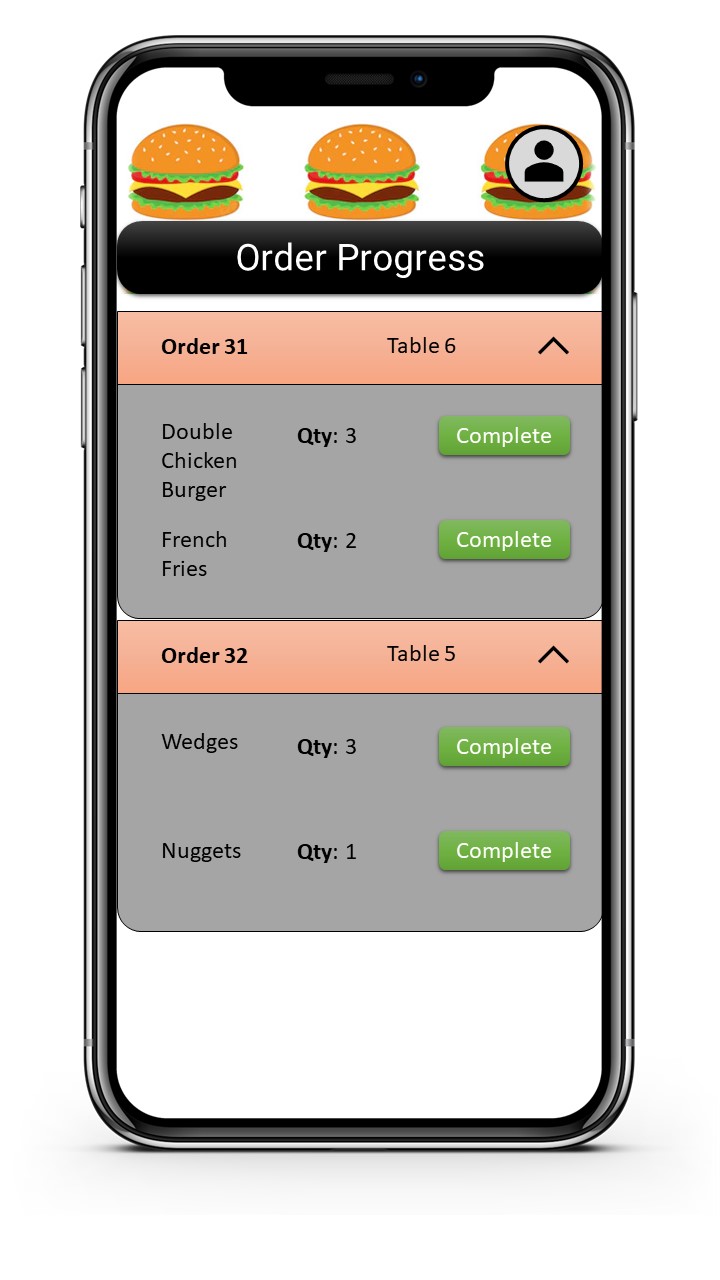 Order Progress
Order 31 Table 6
Double Chicken Burger Qty: 3 Complete
French Fries Qty: 2 Complete
Order 32 Table 5
Wedges Qty: 3 Complete
Nuggets Qty: 1 Complete